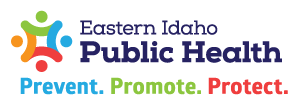 Eastern Idaho
Public Health
Prevent. Promote. Protect.